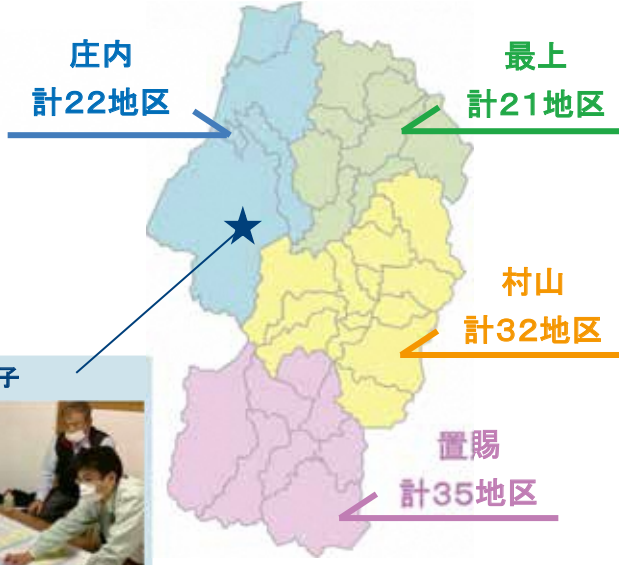 庄内
計22地区
最上
計21地区
村山
計32地区
子
置賜
計35地区